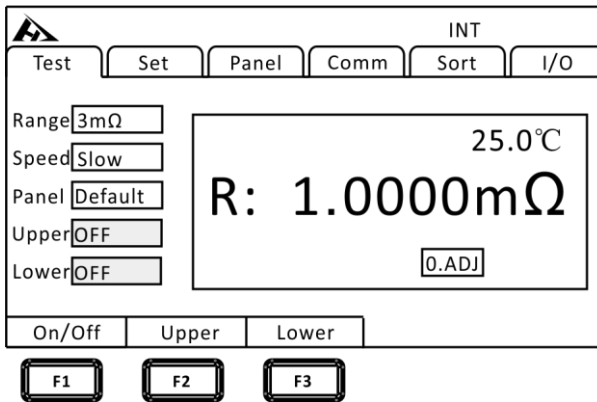 INT
Test Set Panel Comm Sort I/O
Range 3mΩ
Speed Slow
Panel Default
Upper OFF
Lower OFF
25.0℃
R: 1.0000mΩ
0.ADJ
On/Off Upper Lower
F1 F2 F3